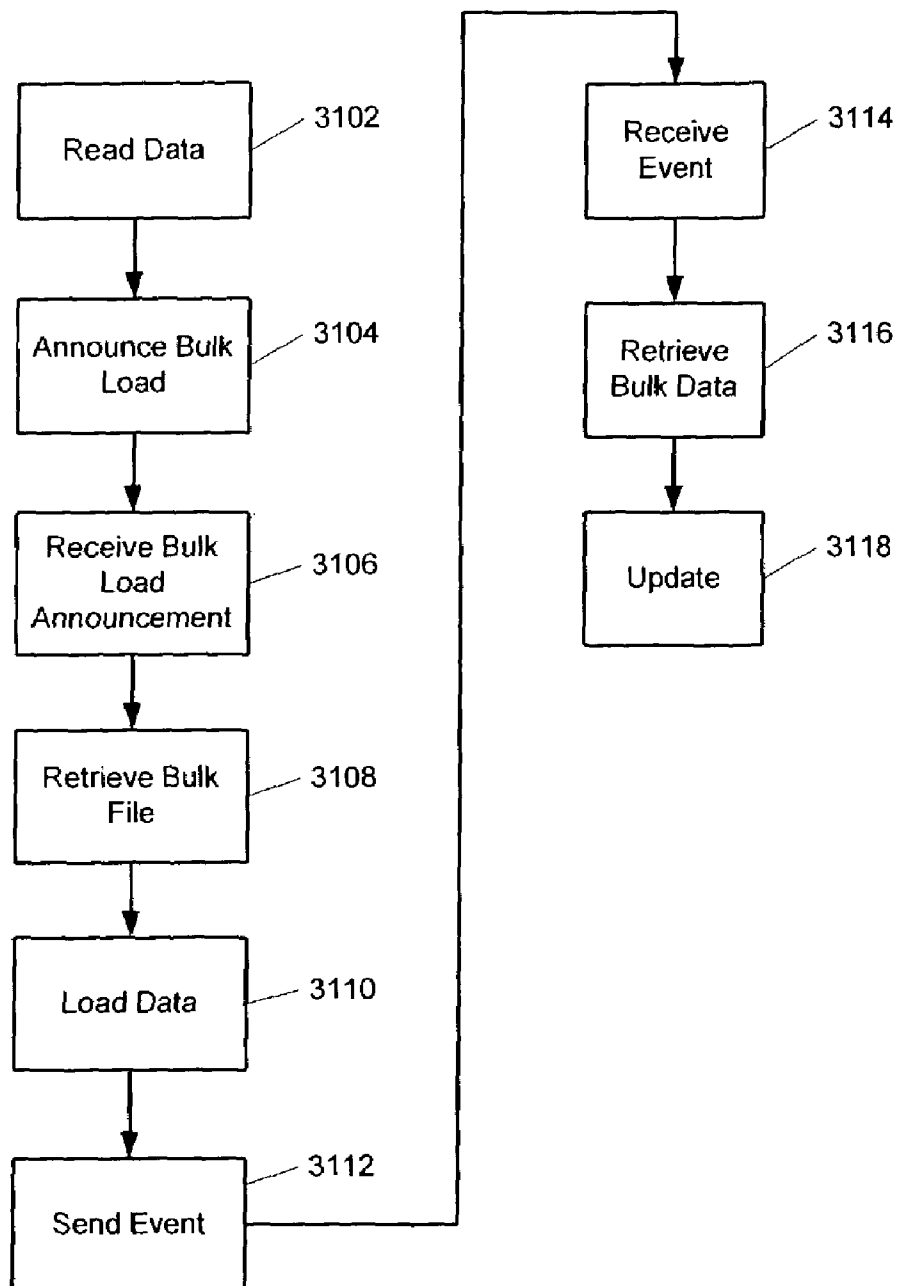 Read Data
3102
Announce Bulk
Load
3104
Receive Bulk
Load
Announcement
3106
Retrieve Bulk
File
3108
Load Data
3110
Send Event
3112
Receive
Event
3114
Retrieve
Bulk Data
3116
Update
3118